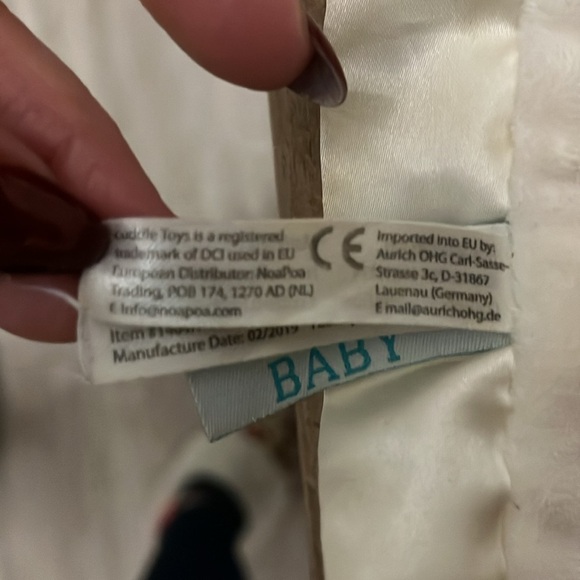 cuddle Toys is a registered
trademark of DCI used in EU
European Distributor: NoaPoa
Trading, POB 174, 1270 AD (NL)
E info@noapoa.com
CE
Imported into EU by:
Aurich OHG Carl-Sasse-
Strasse 3c, D-31867
Lauenau (Germany)
E mail@aurichohg.de
Item
Manufacture Date: 02/2019
BABY